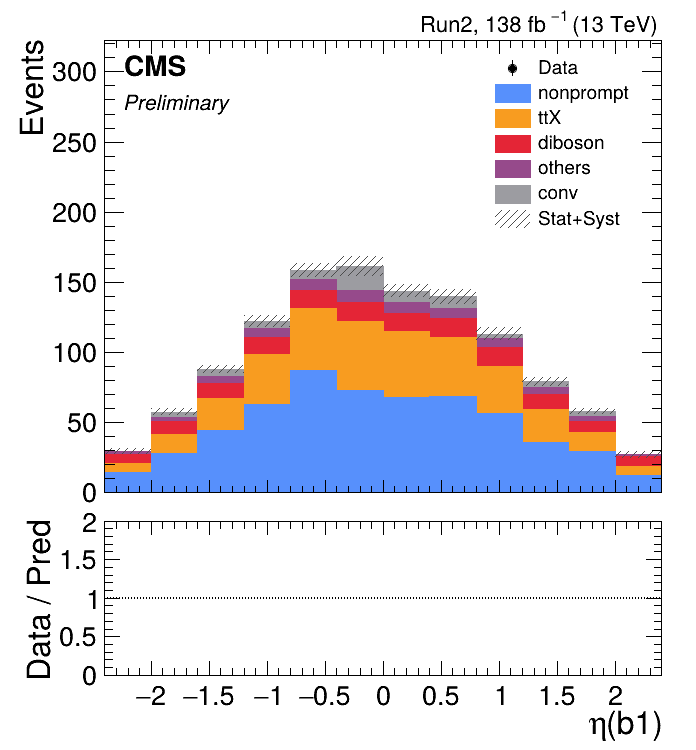 Run2, 138 fb⁻¹ (13 TeV)
CMS
Preliminary
Events
300
250
200
150
100
50
0
Data
nonprompt
ttX
diboson
others
conv
Stat+Syst
Data / Pred
2
1.5
1
0.5
0
−2 −1.5 −1 −0.5 0 0.5 1 1.5 2
η(b1)